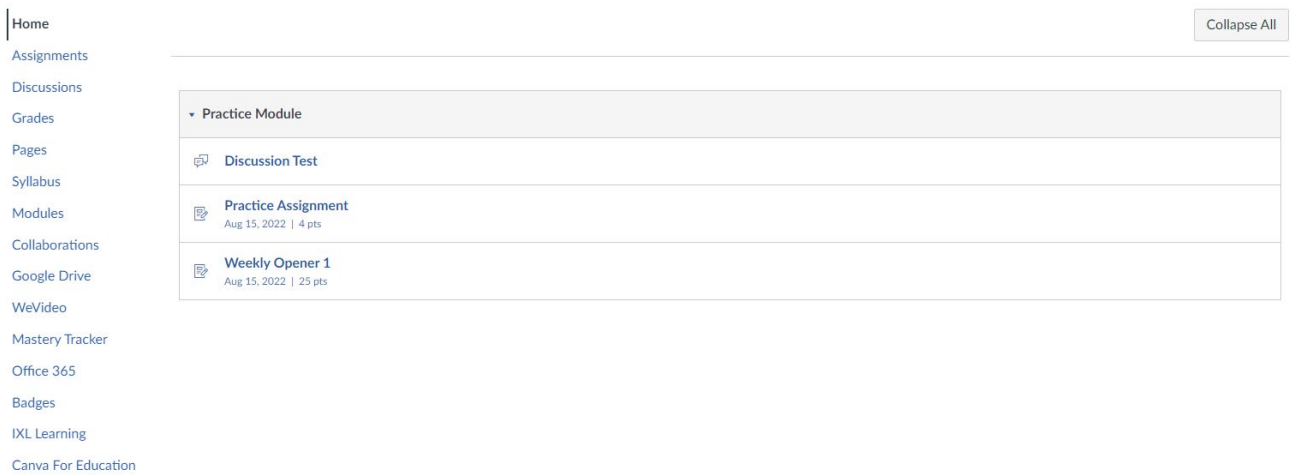 Home
Assignments
Discussions
Grades
Pages
Syllabus
Modules
Collaborations
Google Drive
WeVideo
Mastery Tracker
Office 365
Badges
IXL Learning
Canva For Education
Collapse All
Practice Module
Discussion Test
Practice Assignment
Aug 15, 2022 | 4 pts
Weekly Opener 1
Aug 15, 2022 | 25 pts